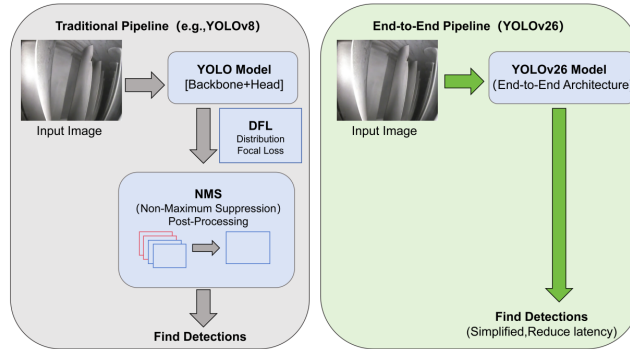 Traditional Pipeline (e.g.,YOLOv8)
YOLO Model
[Backbone+Head]
Input Image
DFL
Distribution
Focal Loss
NMS
(Non-Maximum Suppression)
Post-Processing
Find Detections
End-to-End Pipeline (YOLOv26)
YOLOv26 Model
(End-to-End Architecture)
Input Image
Find Detections
(Simplified,Reduce latency)